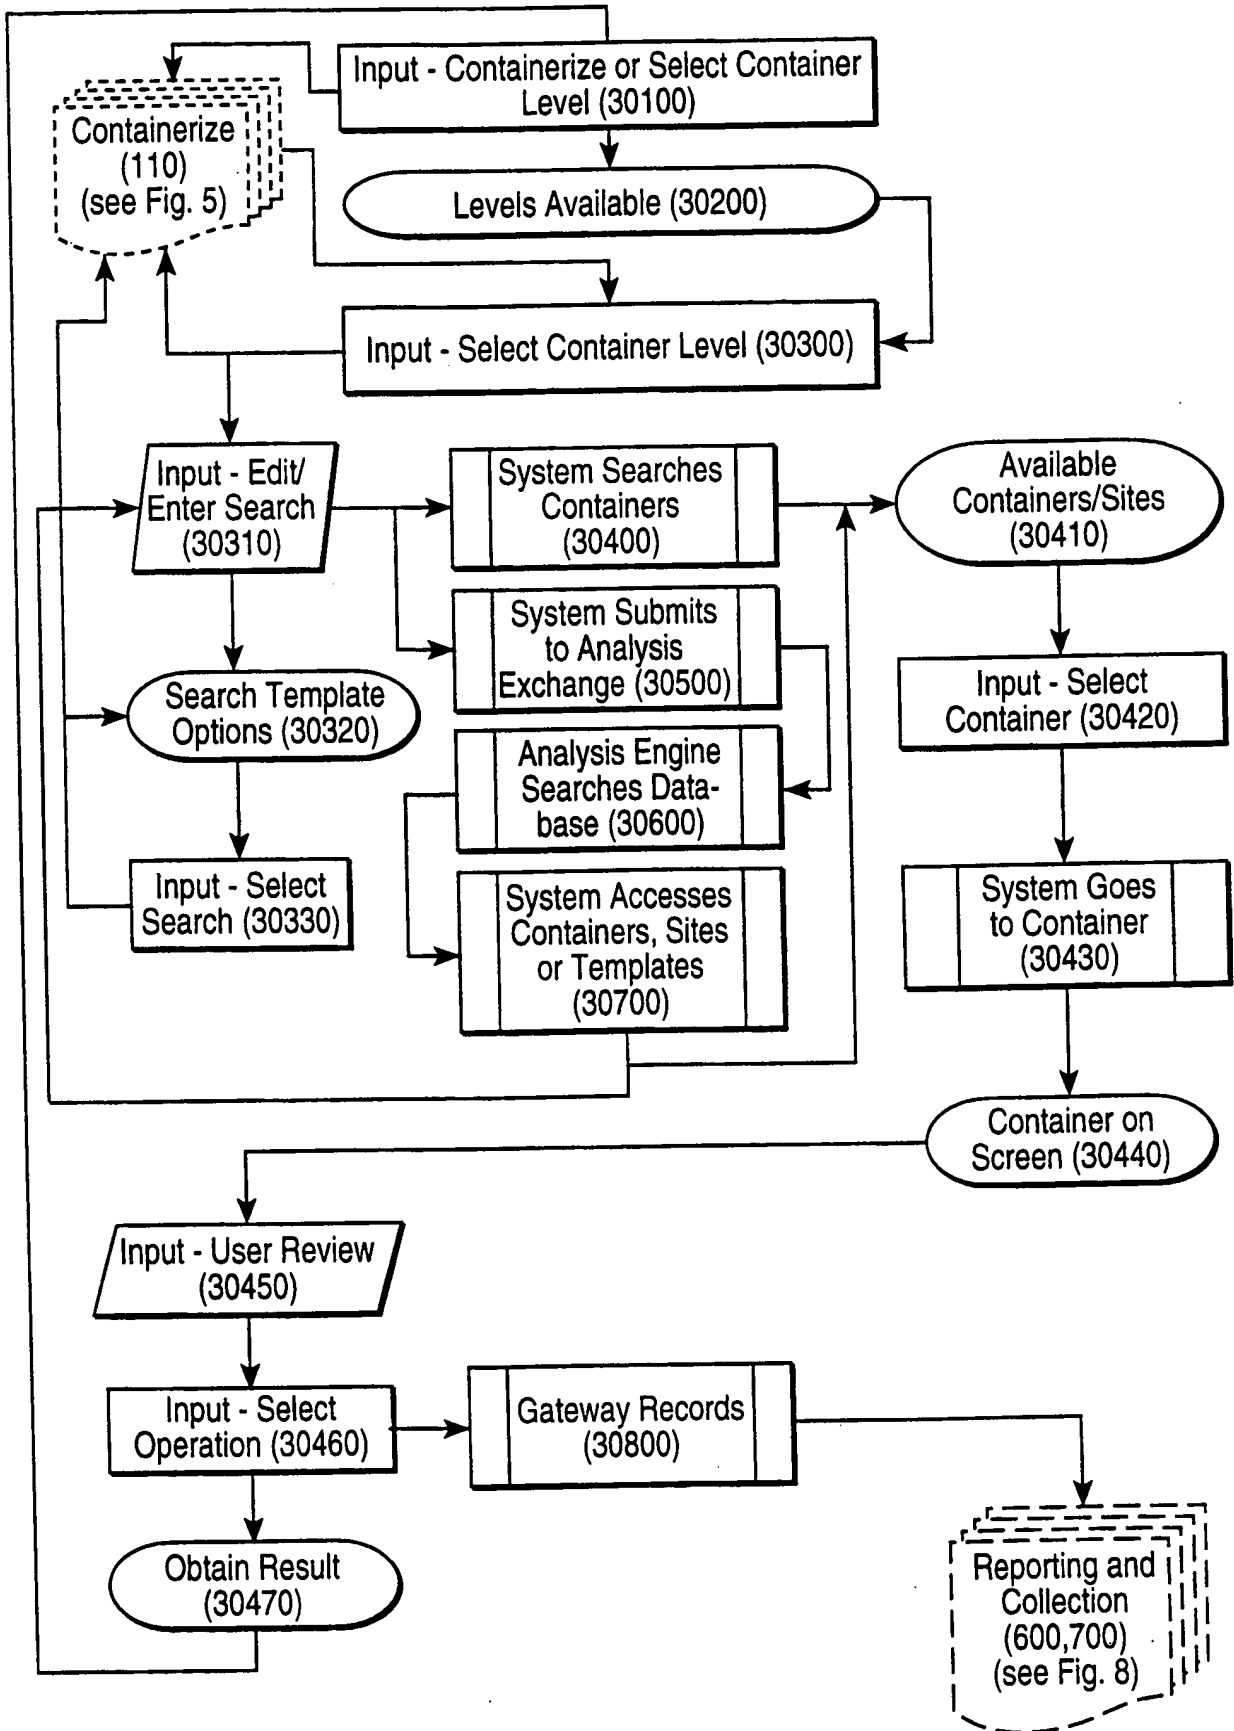 Input - Containerize or Select Container
Level (30100)
Containerize
(110)
(see Fig. 5)
Levels Available (30200)
Input - Select Container Level (30300)
Input - Edit/
Enter Search
(30310)
System Searches
Containers
(30400)
Available
Containers/Sites
(30410)
System Submits
to Analysis
Exchange (30500)
Search Template
Options (30320)
Input - Select
Container (30420)
Analysis Engine
Searches Data-
base (30600)
Input - Select
Search (30330)
System Accesses
Containers, Sites
or Templates
(30700)
System Goes
to Container
(30430)
Container on
Screen (30440)
Input - User Review
(30450)
Input - Select
Operation (30460)
Gateway Records
(30800)
Obtain Result
(30470)
Reporting and
Collection
(600,700)
(see Fig. 8)